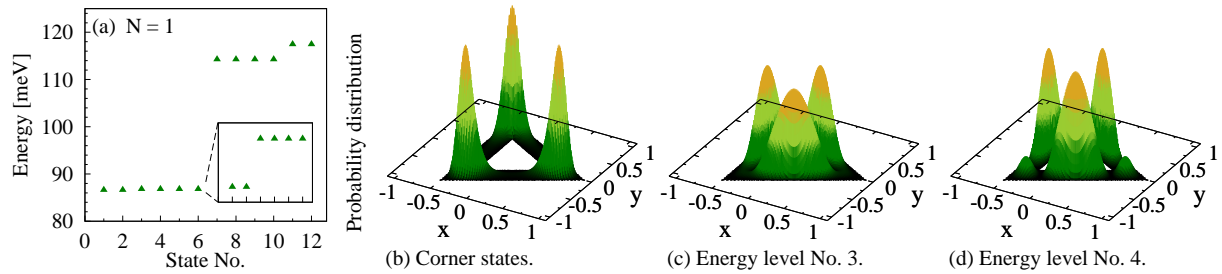 (a) N = 1
Energy [meV]
120
110
100
90
80
0 2 4 6 8 10 12
State No.
Probability distribution
-1 -0.5 0 0.5 1
x
-1 -0.5 0 0.5 1
y
(b) Corner states.
-1 -0.5 0 0.5 1
x
-1 -0.5 0 0.5 1
y
(c) Energy level No. 3.
-1 -0.5 0 0.5 1
x
-1 -0.5 0 0.5 1
y
(d) Energy level No. 4.